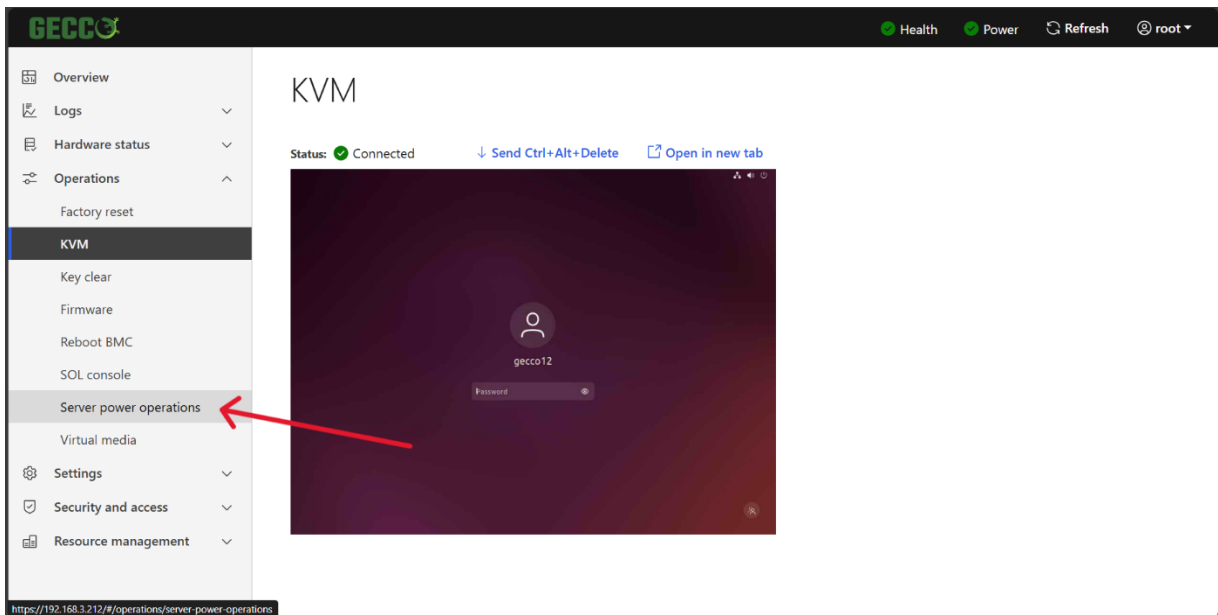 GECCO
Health
Power
Refresh
root
Overview
Logs
Hardware status
Operations
Factory reset
KVM
Key clear
Firmware
Reboot BMC
SOL console
Server power operations
Virtual media
Settings
Security and access
Resource management
KVM
Status: Connected
Send Ctrl+Alt+Delete
Open in new tab
gecco12
Password
https://192.168.3.212/#/operations/server-power-operations